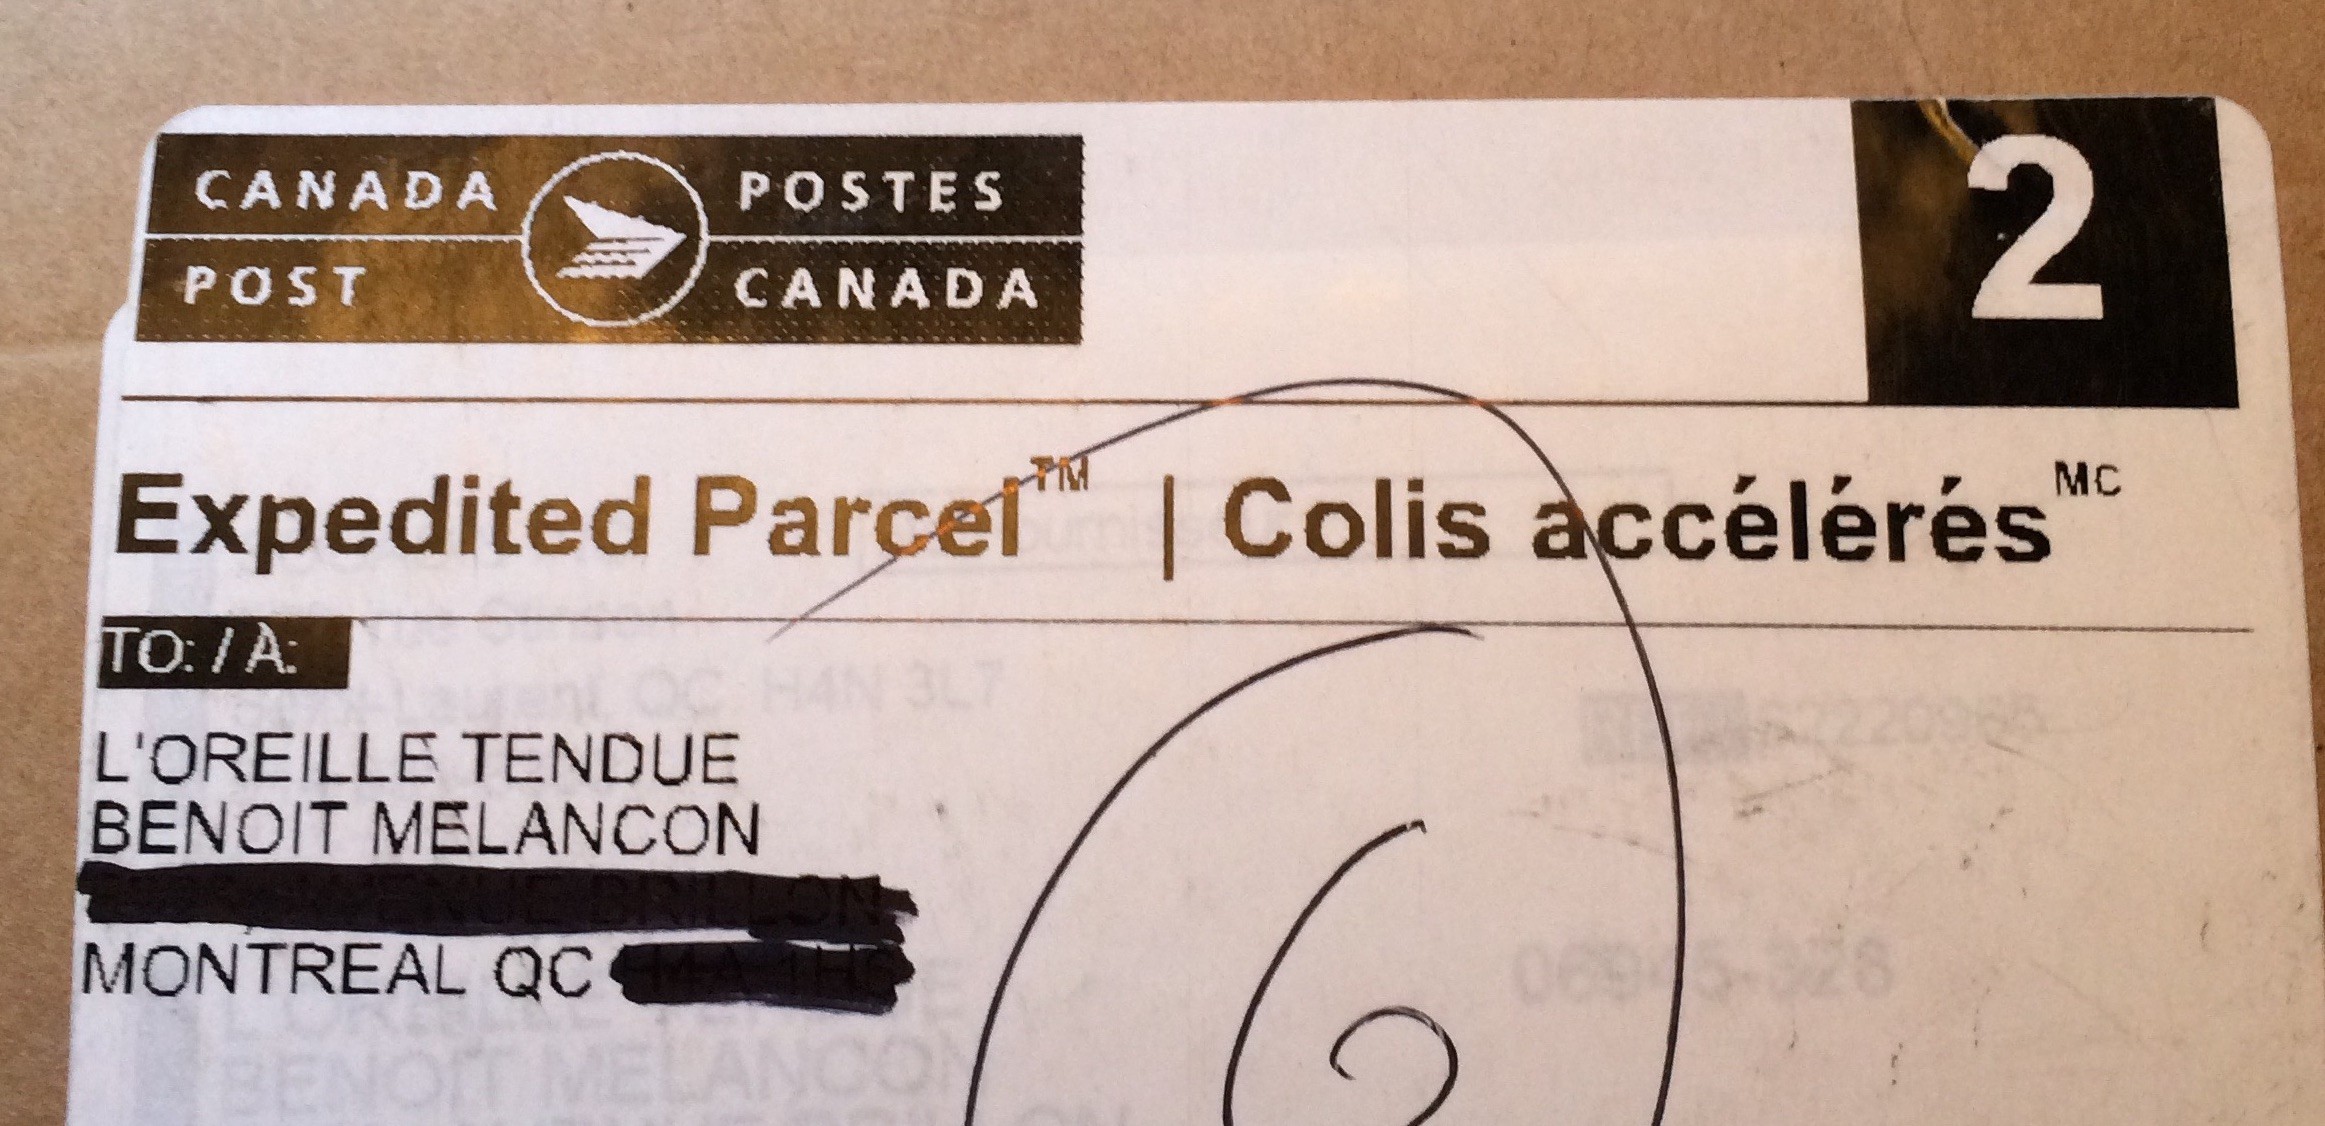 CANADA POST
POSTES CANADA
2
Expedited Parcel™ | Colis accélérés MC
TO: / A:
L'OREILLE TENDUE
BENOIT MELANCON
MONTREAL QC